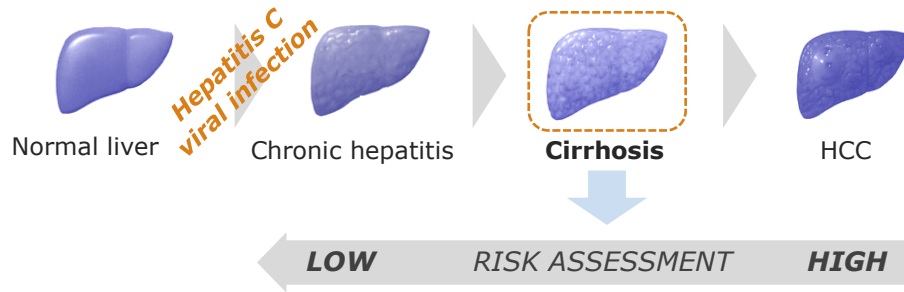 Hepatitis C
viral infection
Normal liver
Chronic hepatitis
Cirrhosis
HCC
LOW
RISK ASSESSMENT
HIGH